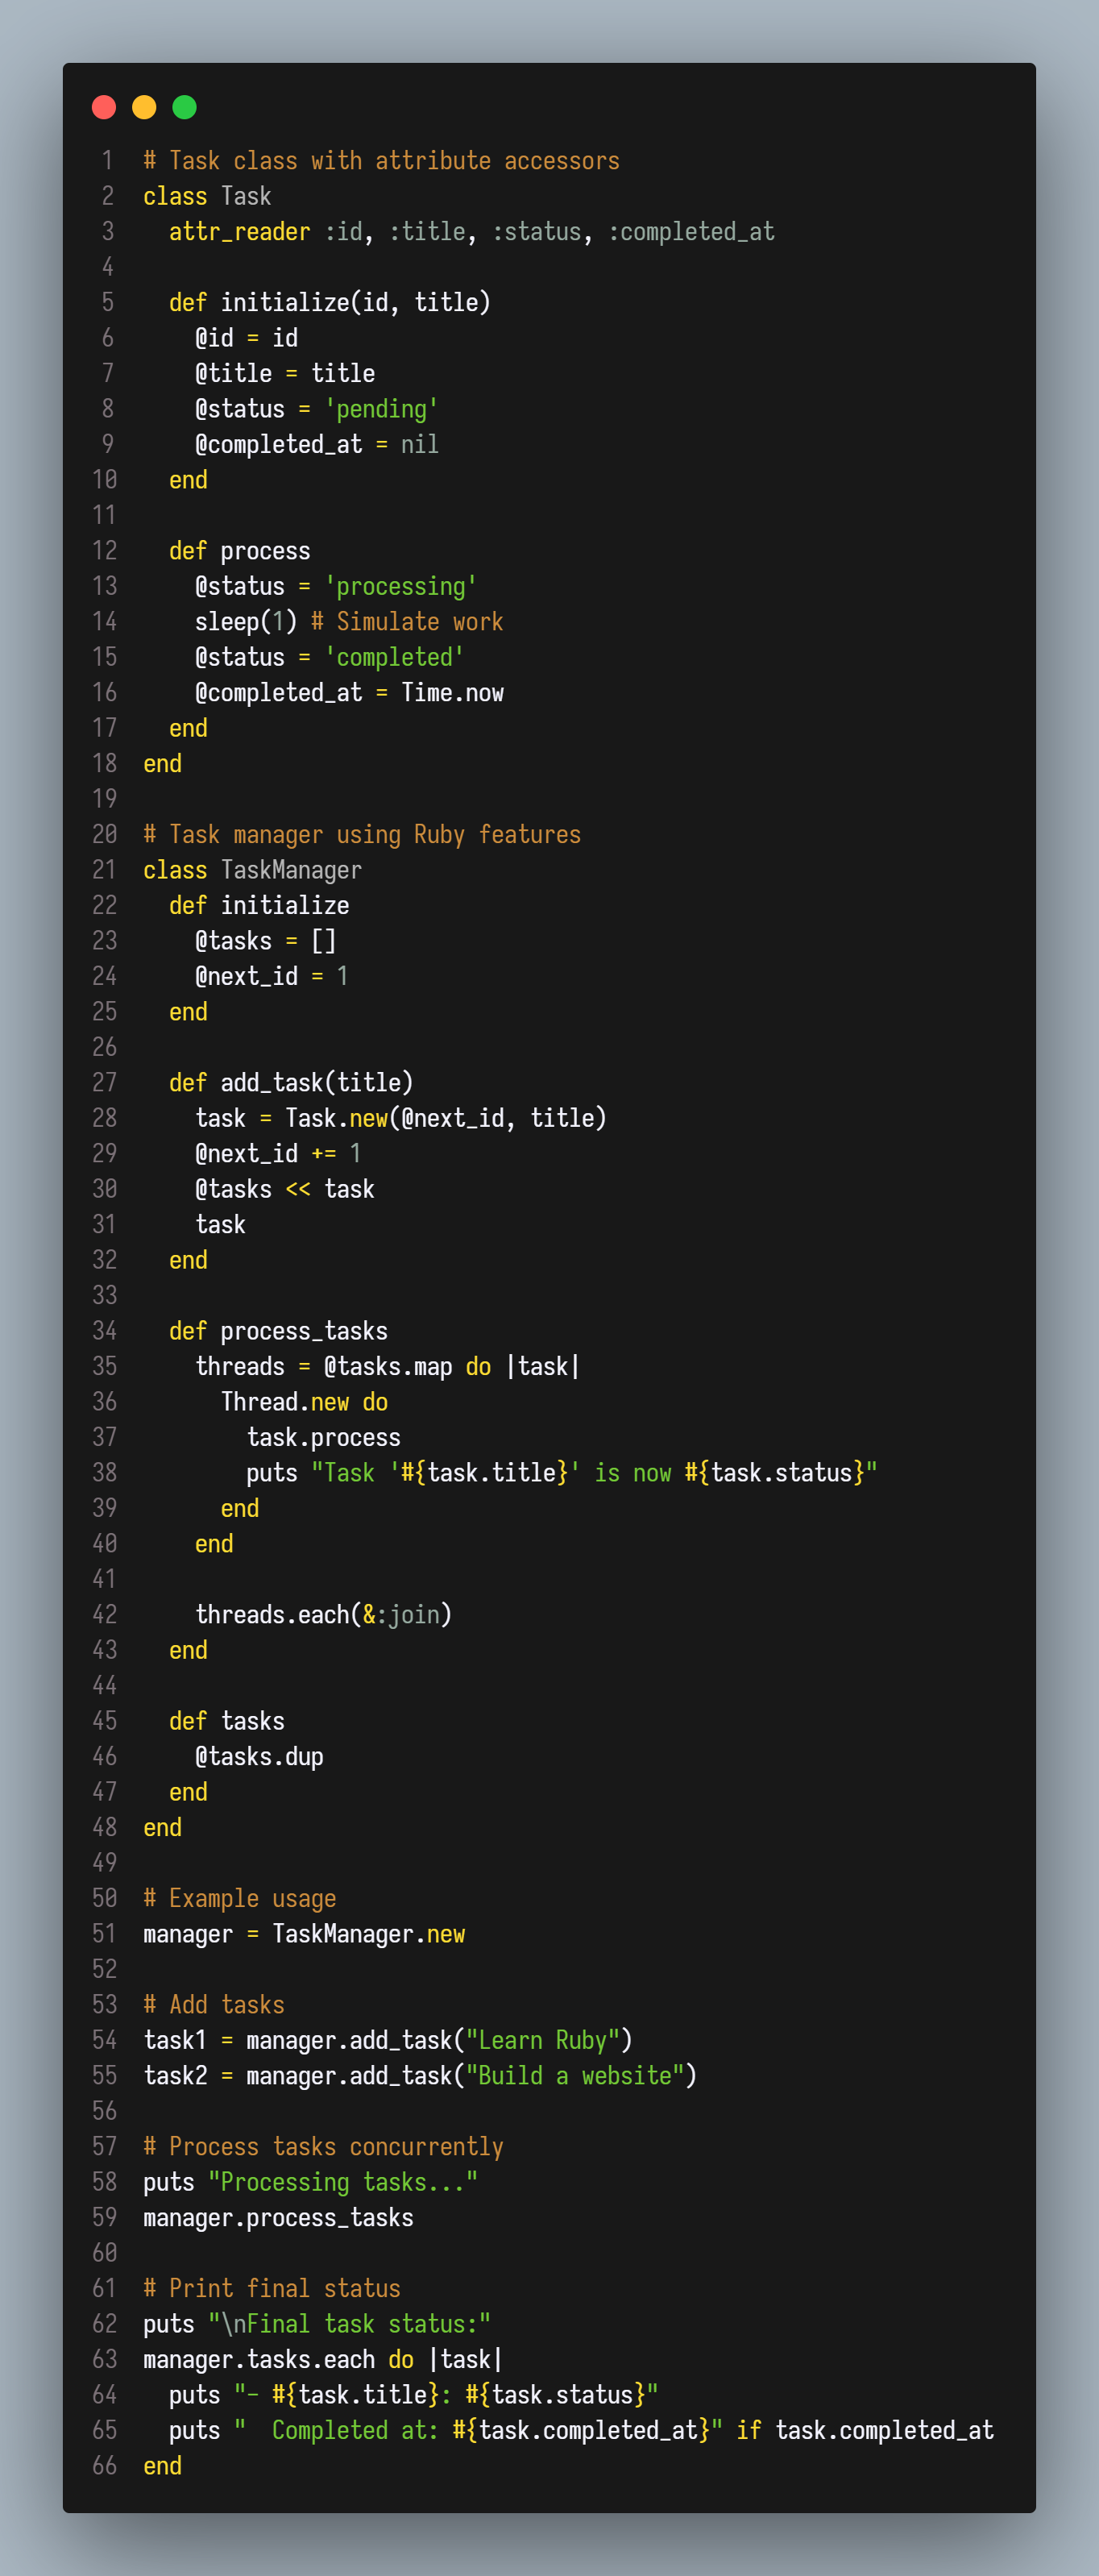 1 # Task class with attribute accessors
2 class Task
3   attr_reader :id, :title, :status, :completed_at
4
5   def initialize(id, title)
6     @id = id
7     @title = title
8     @status = 'pending'
9     @completed_at = nil
10   end
11
12   def process
13     @status = 'processing'
14     sleep(1) # Simulate work
15     @status = 'completed'
16     @completed_at = Time.now
17   end
18 end
19
20 # Task manager using Ruby features
21 class TaskManager
22   def initialize
23     @tasks = []
24     @next_id = 1
25   end
26
27   def add_task(title)
28     task = Task.new(@next_id, title)
29     @next_id += 1
30     @tasks << task
31     task
32   end
33
34   def process_tasks
35     threads = @tasks.map do |task|
36       Thread.new do
37         task.process
38         puts "Task '#{task.title}' is now #{task.status}"
39       end
40     end
41
42     threads.each(&:join)
43   end
44
45   def tasks
46     @tasks.dup
47   end
48 end
49
50 # Example usage
51 manager = TaskManager.new
52
53 # Add tasks
54 task1 = manager.add_task("Learn Ruby")
55 task2 = manager.add_task("Build a website")
56
57 # Process tasks concurrently
58 puts "Processing tasks..."
59 manager.process_tasks
60
61 # Print final status
62 puts "\nFinal task status:"
63 manager.tasks.each do |task|
64   puts "- #{task.title}: #{task.status}"
65   puts "  Completed at: #{task.completed_at}" if task.completed_at
66 end